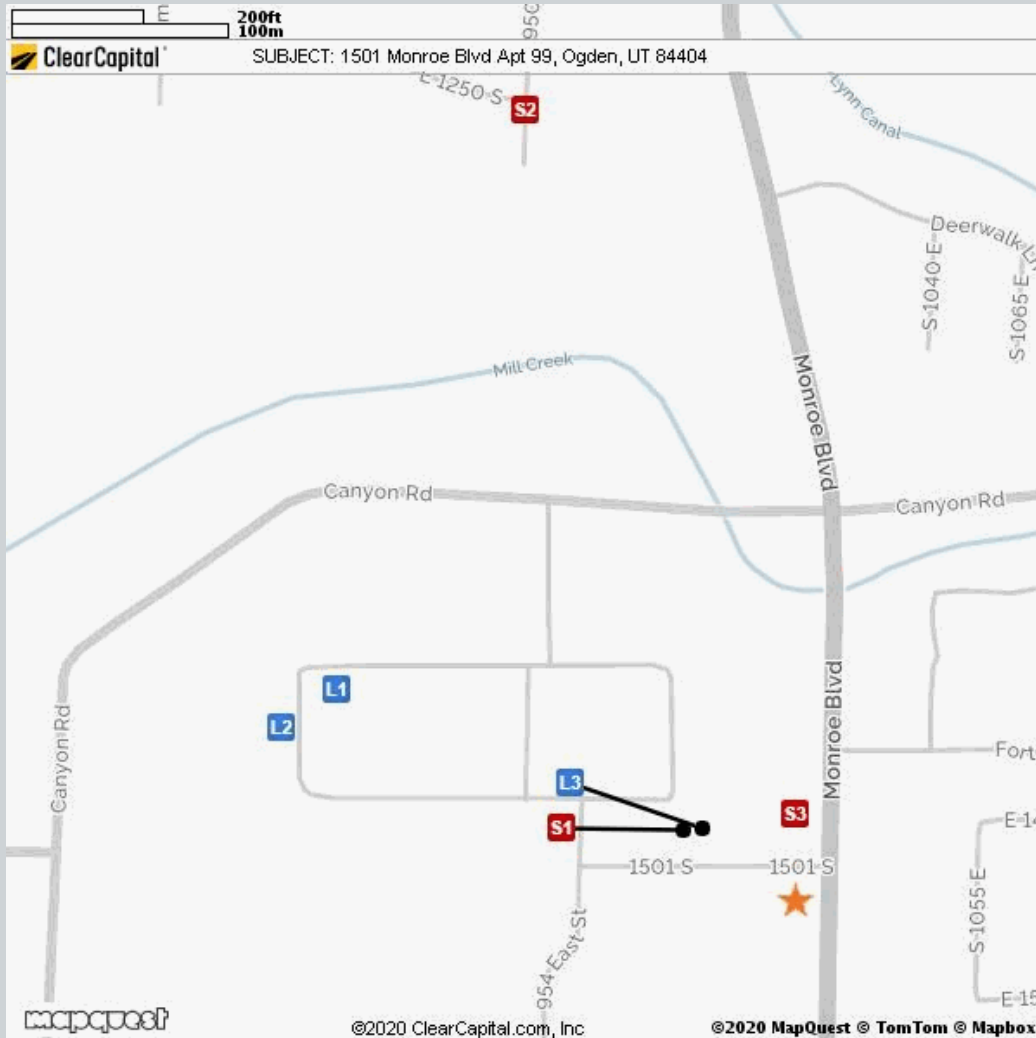 200ft
100m
ClearCapital
SUBJECT: 1501 Monroe Blvd Apt 99, Ogden, UT 84404
E 1250 S
S2
Lynn Canal
Deerwalk
S 1040 E
S 1065 E
Mill Creek
Monroe Blvd
Canyon Rd
Canyon Rd
Canyon Rd
Monroe Blvd
L1
L2
L3
S1
S3
Fort
1501 S
1501 S
E 14
S 1055 E
954 East St
E 15
mapquest
©2020 ClearCapital.com, Inc
©2020 MapQuest © TomTom © Mapbox